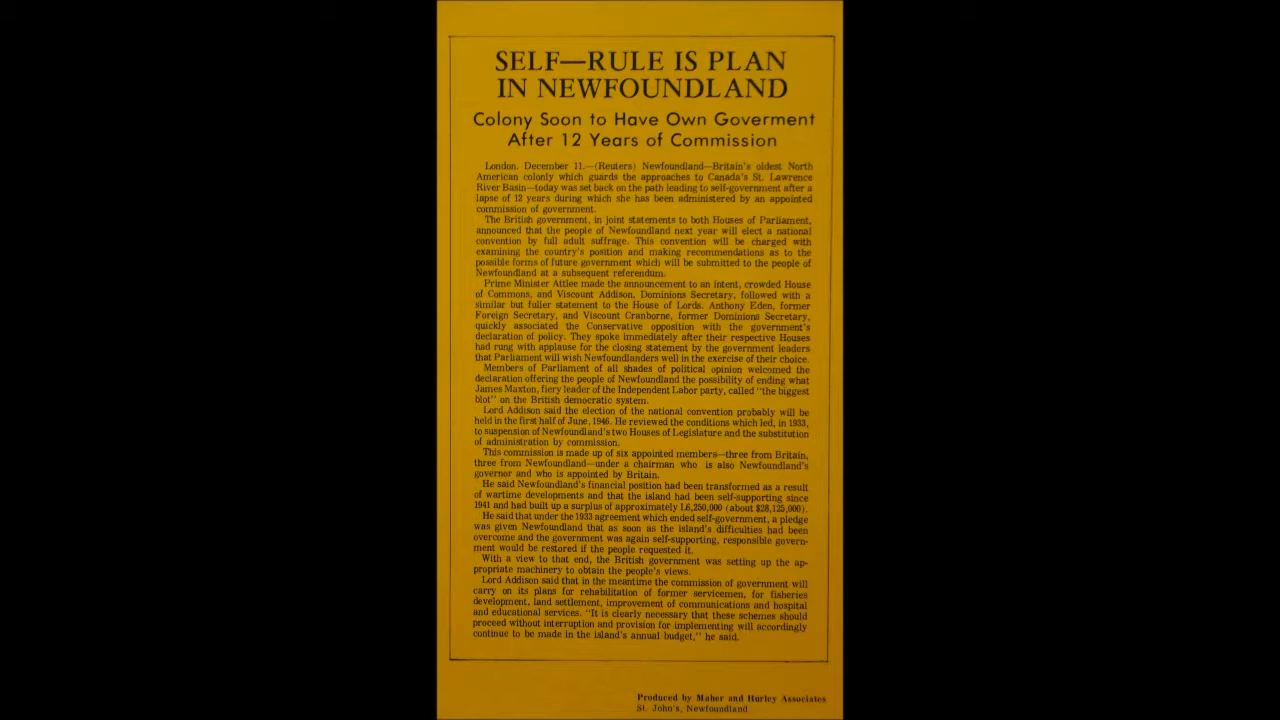 SELF—RULE IS PLAN
IN NEWFOUNDLAND
Colony Soon to Have Own Goverment
After 12 Years of Commission
London, December 11.—(Reuters) Newfoundland—Britain's oldest North
American colonly which guards the approaches to Canada's St. Lawrence
River Basin—today was set back on the path leading to self-government after a
lapse of 12 years during which she has been administered by an appointed
commission of government.
The British government, in joint statements to both Houses of Parliament,
announced that the people of Newfoundland next year will elect a national
convention by full adult suffrage. This convention will be charged with
examining the country's position and making recommendations as to the
possible forms of future government which will be submitted to the people of
Newfoundland at a subsequent referendum.
Prime Minister Attlee made the announcement to an intent, crowded House
of Commons, and Viscount Addison, Dominions Secretary, followed with a
similar but fuller statement to the House of Lords. Anthony Eden, former
Foreign Secretary, and Viscount Cranborne, former Dominions Secretary,
quickly associated the Conservative opposition with the government's
declaration of policy. They spoke immediately after their respective Houses
had rung with applause for the closing statement by the government leaders
that Parliament will wish Newfoundlanders well in the exercise of their choice.
Members of Parliament of all shades of political opinion welcomed the
declaration offering the people of Newfoundland the possibility of ending what
James Maxton, fiery leader of the Independent Labor party, called "the biggest
blot" on the British democratic system.
Lord Addison said the election of the national convention probably will be
held in the first half of June, 1946. He reviewed the conditions which led, in 1933,
to suspension of Newfoundland's two Houses of Legislature and the substitution
of administration by commission.
This commission is made up of six appointed members—three from Britain,
three from Newfoundland—under a chairman who is also Newfoundland's
governor and who is appointed by Britain.
He said Newfoundland's financial position had been transformed as a result
of wartime developments and that the island had been self-supporting since
1941 and had built up a surplus of approximately L6,250,000 (about $28,125,000).
He said that under the 1933 agreement which ended self-government, a pledge
was given Newfoundland that as soon as the island's difficulties had been
overcome and the government was again self-supporting, responsible govern-
ment would be restored if the people requested it.
With a view to that end, the British government was setting up the ap-
propriate machinery to obtain the people's views.
Lord Addison said that in the meantime the commission of government will
carry on its plans for rehabilitation of former servicemen, for fisheries
development, land settlement, improvement of communications and hospital
and educational services. "It is clearly necessary that these schemes should
proceed without interruption and provision for implementing will accordingly
continue to be made in the island's annual budget," he said.
Produced by Maher and Hurley Associates
St. John's, Newfoundland